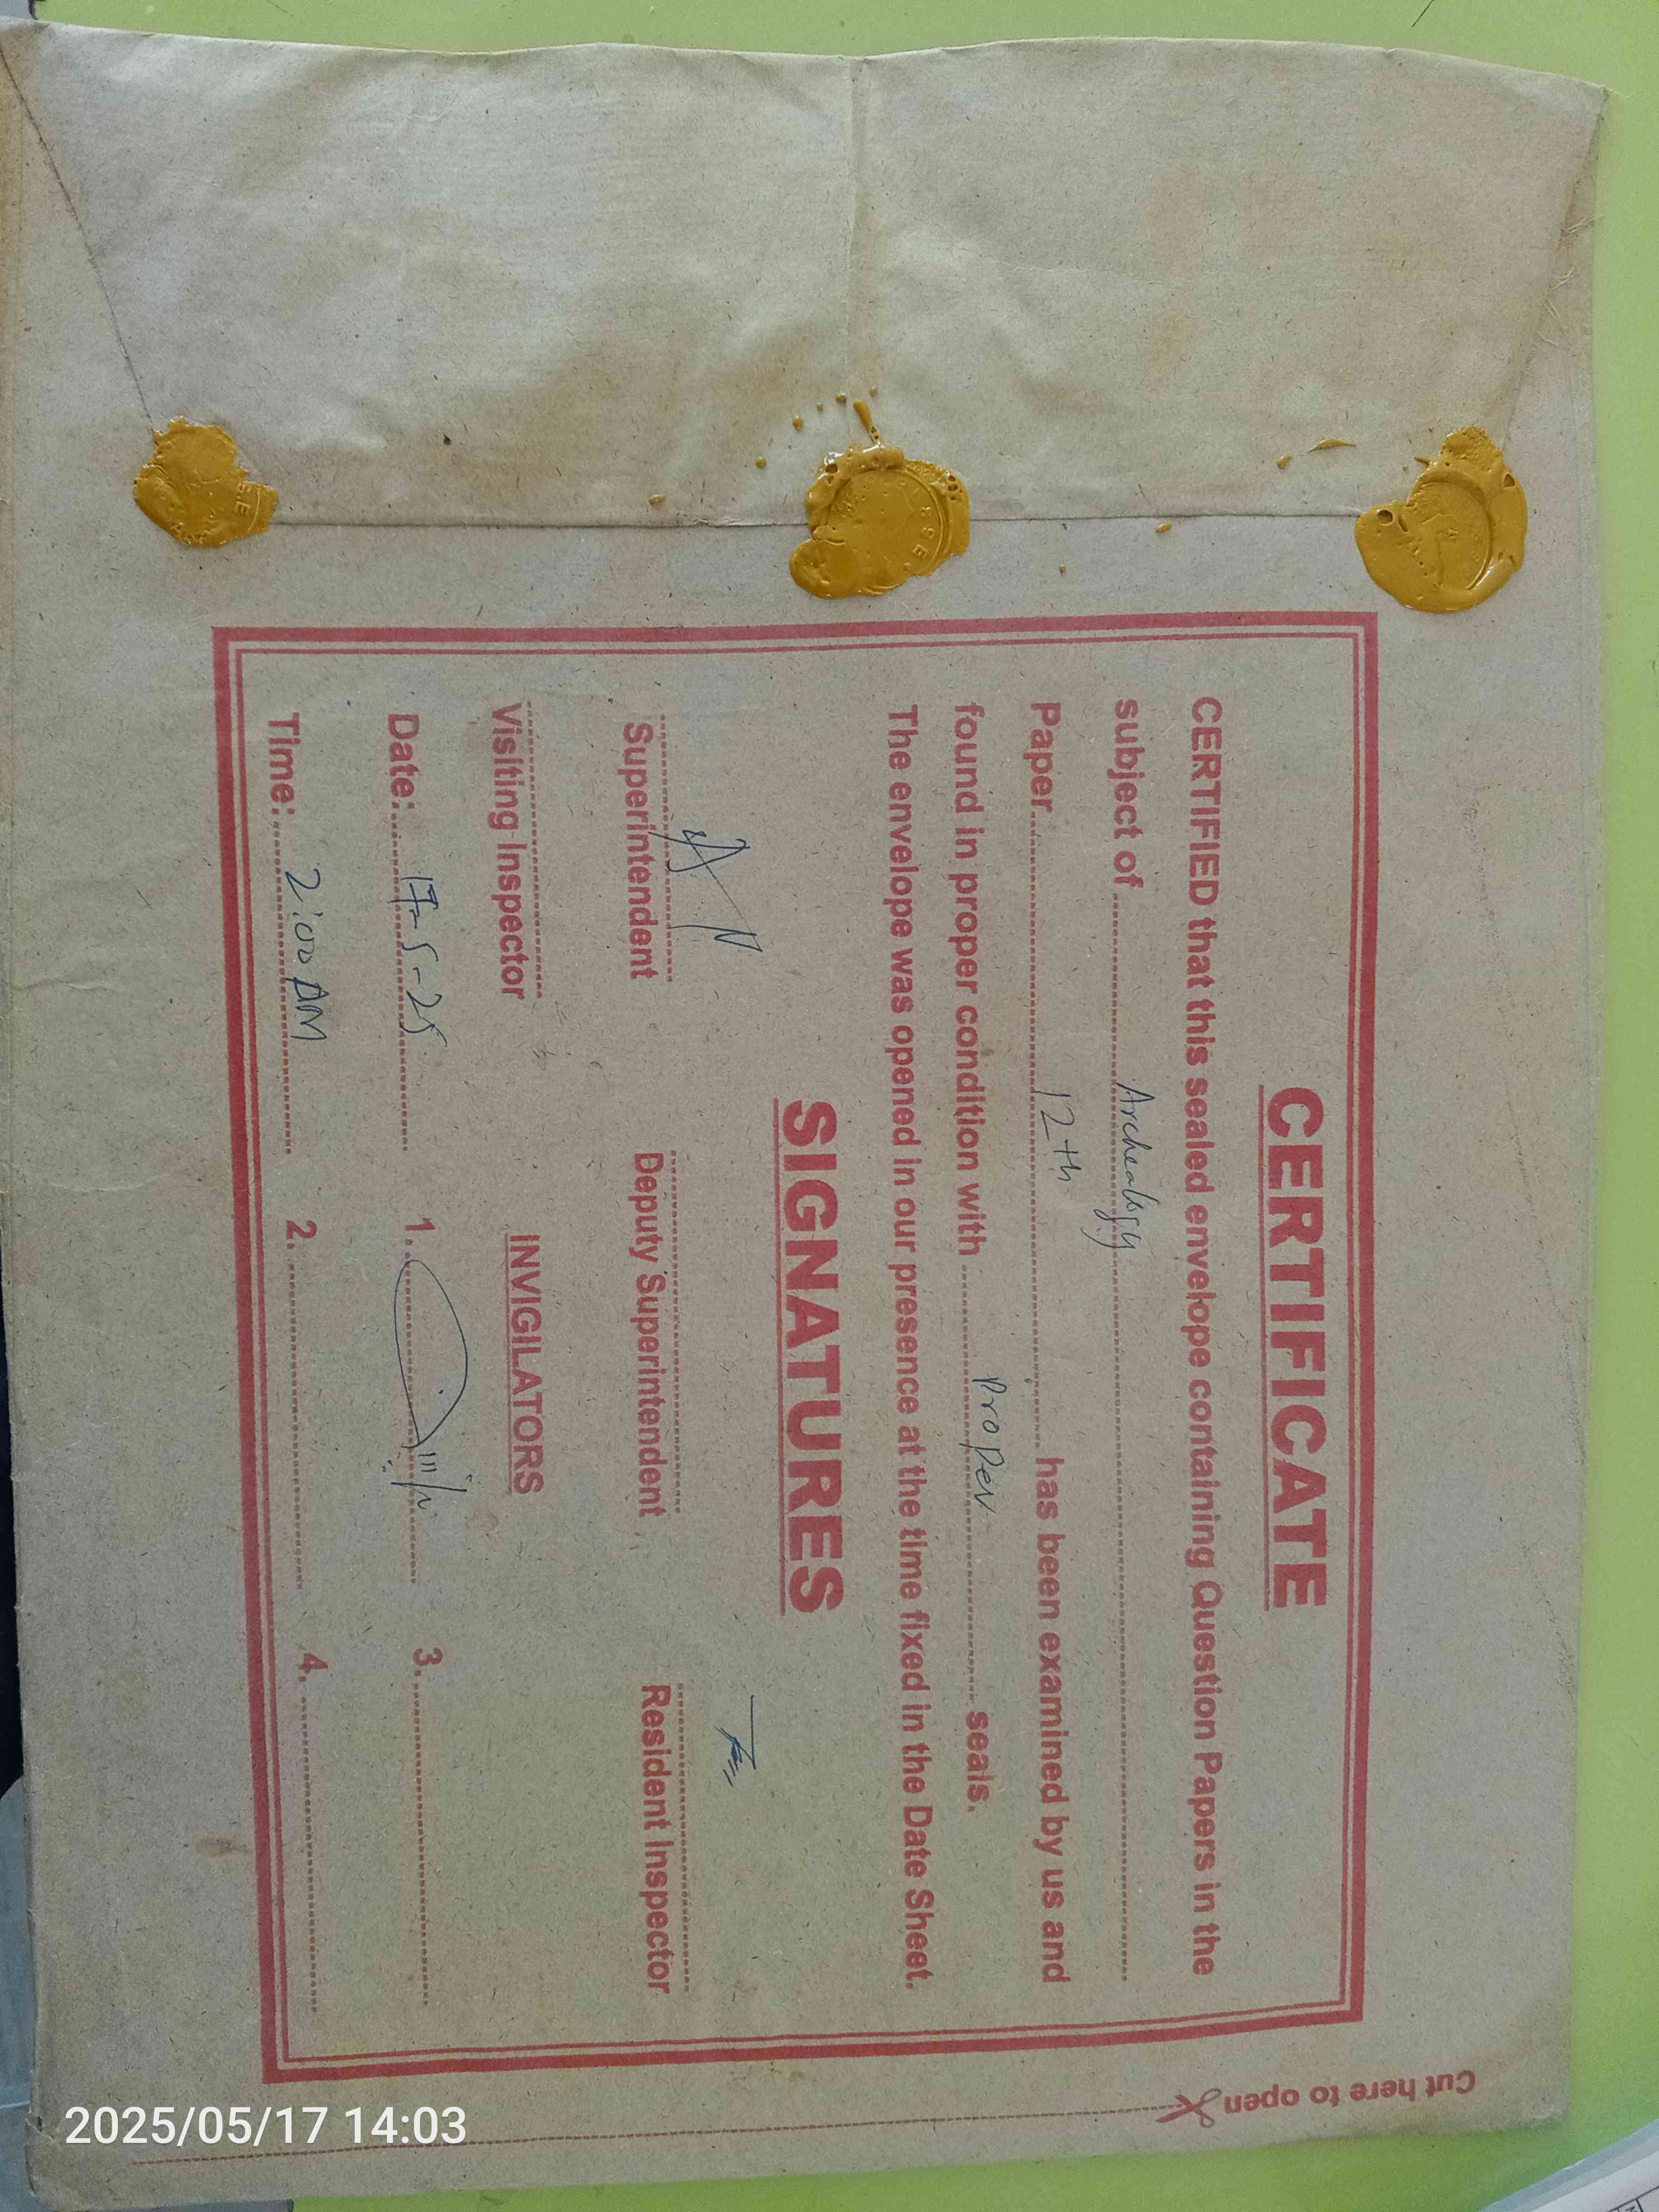 CERTIFICATE
CERTIFIED that this sealed envelope containing Question Papers in the
subject of Archealogy
Paper 12th has been examined by us and
found in proper condition with Proper seals.
The envelope was opened in our presence at the time fixed in the Date Sheet.
SIGNATURES
Superintendent Deputy Superintendent Resident Inspector
Visiting Inspector INVIGILATORS
Date: 17-5-25 1. 3.
Time: 2:00 AM 2. 4.
Cut here to open
2025/05/17 14:03